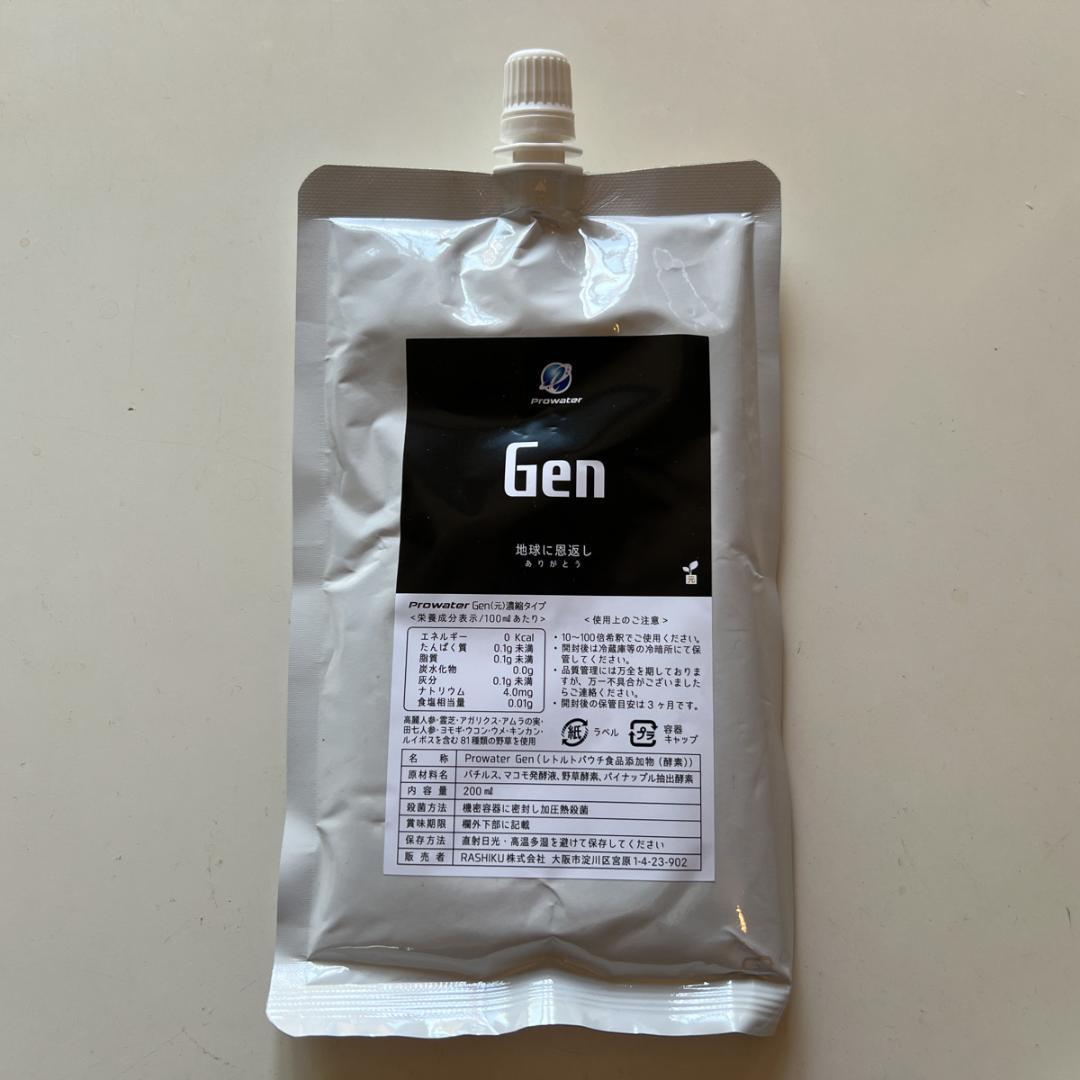 Prowater
Gen
地球に恩返し
ありがとう
元
Prowater Gen(元)濃縮タイプ
<栄養成分表示/100㎖あたり>
エネルギー 0 Kcal
たんぱく質 0.1g 未満
脂質 0.1g 未満
炭水化物 0.0g
灰分 0.1g 未満
ナトリウム 4.0mg
食塩相当量 0.01g
高麗人参・霊芝・アガリクス・アムラの実・
田七人参・ヨモギ・ウコン・ウメ・キンカン・
ルイボスを含む 81種類の野草を使用
<使用上のご注意>
・10〜100倍希釈でご使用ください。
・開封後は冷蔵庫等の冷暗所にて保
管してください。
・品質管理には万全を期しておりま
すが、万一不具合がございました
らご連絡ください。
・開封後の保管目安は3ヶ月です。
紙 ラベル
プラ 容器
キャップ
名称 Prowater Gen(レトルトパウチ食品添加物(酵素))
原材料名 バチルス、マコモ発酵液、野草酵素、パイナップル抽出酵素
内容量 200㎖
殺菌方法 機密容器に密封し加圧熱殺菌
賞味期限 欄外下部に記載
保存方法 直射日光・高温多湿を避けて保存してください
販売者 RASHIKU株式会社 大阪市淀川区宮原1-4-23-902